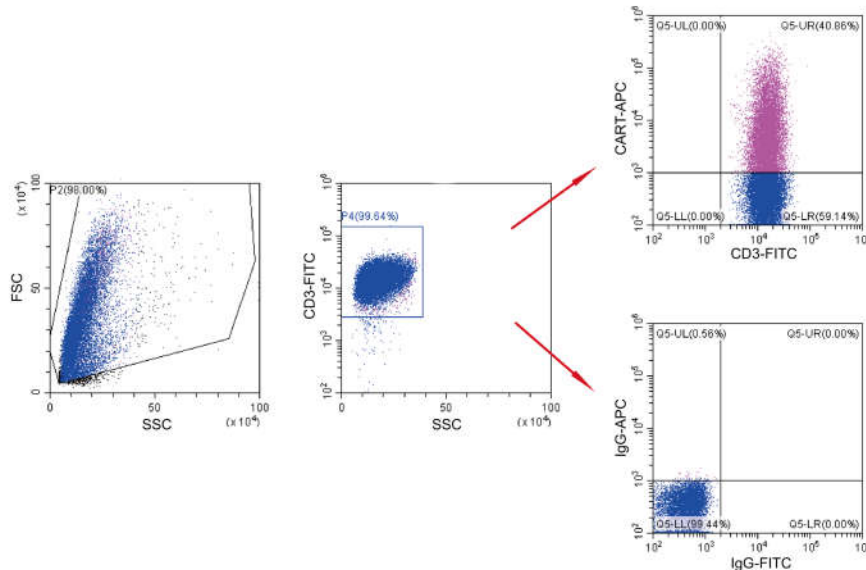 P2(98.00%)
(x10⁴)
FSC
100
50
0
0
50
100
SSC
(x10⁴)
P4(99.64%)
CD3-FITC
10⁶
10⁵
10⁴
10³
10²
0
50
100
SSC
(x10⁴)
Q5-UL(0.00%)
Q5-UR(40.86%)
CART-APC
10⁶
10⁵
10⁴
10³
10²
Q5-LL(0.00%)
Q5-LR(59.14%)
10²
10³
10⁴
10⁵
10⁶
CD3-FITC
Q5-UL(0.56%)
Q5-UR(0.00%)
IgG-APC
10⁶
10⁵
10⁴
10³
10²
Q5-LL(99.44%)
Q5-LR(0.00%)
10²
10³
10⁴
10⁵
10⁶
IgG-FITC